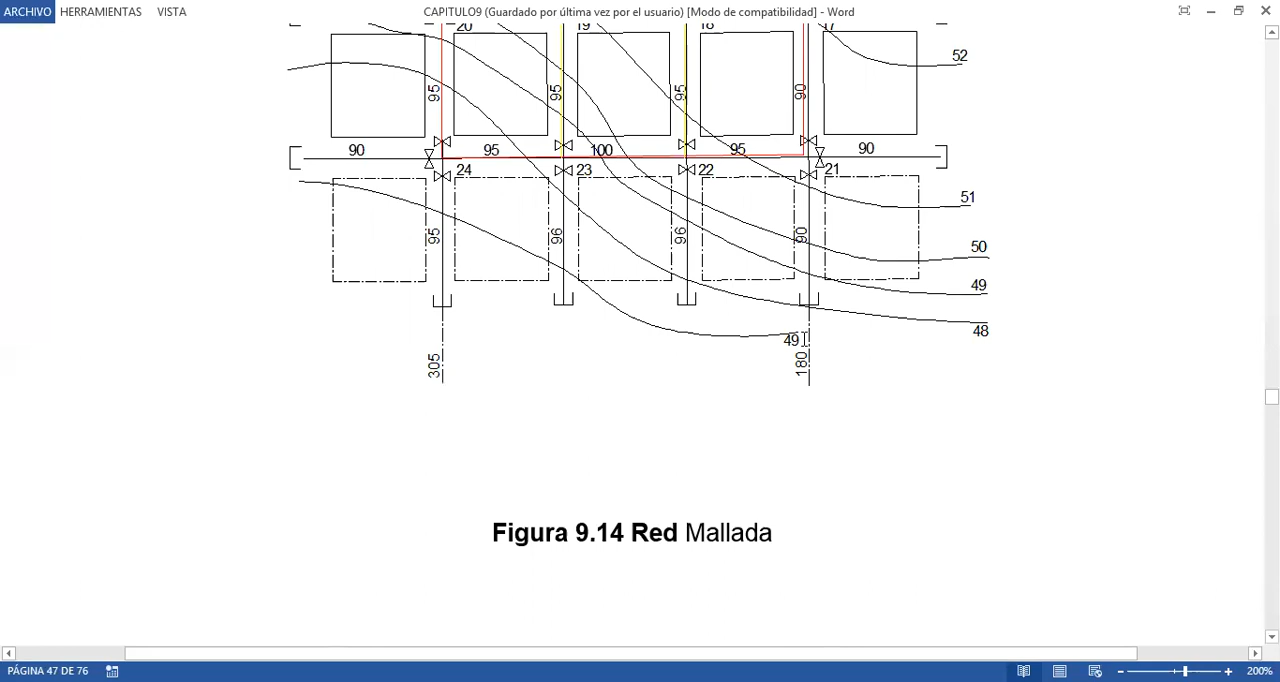 ARCHIVO HERRAMIENTAS VISTA CAPITULO9 (Guardado por última vez por el usuario) [Modo de compatibilidad] - Word
20 19 18 17
52
95 95 95 90
90 95 100 95 90
24 23 22 21
51
95 96 96 90
50
49
48
49
305 180
Figura 9.14 Red Mallada
PÁGINA 47 DE 76 200%